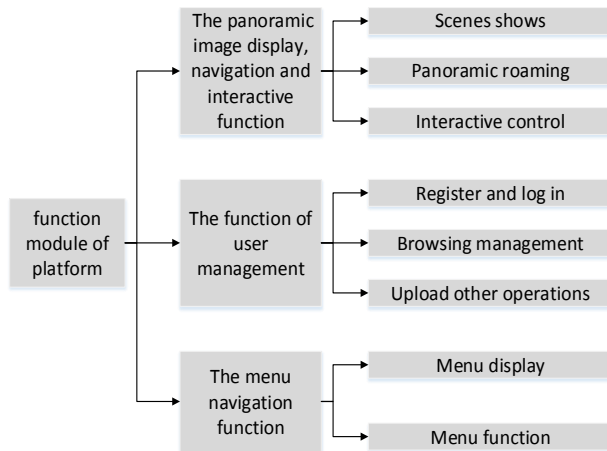 function
module of
platform
The panoramic
image display,
navigation and
interactive
function
Scenes shows
Panoramic roaming
Interactive control
The function of
user
management
Register and log in
Browsing management
Upload other operations
The menu
navigation
function
Menu display
Menu function